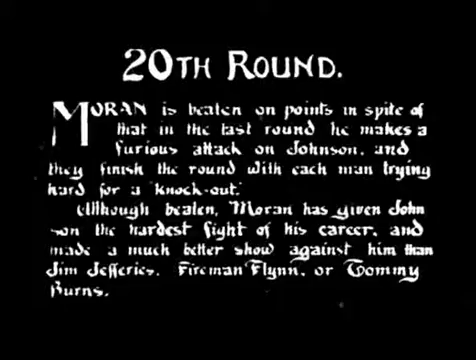 20TH ROUND.
MORAN is beaten on points in spite of
that in the last round he makes a
furious attack on Johnson, and
they finish the round with each man trying
hard for a "knock-out."
Although beaten, Moran has given John
son the hardest fight of his career, and
made a much better show against him than
Jim Jefferies, Fireman Flynn, or Tommy
Burns.